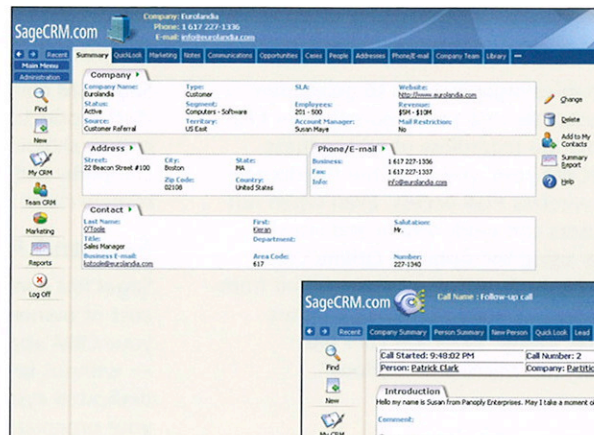 SageCRM.com
Company: Eurolandia
Phone: 1 617 227-1336
E-mail: info@eurolandia.com
Recent
Summary QuickLook Marketing Notes Communications Opportunities Cases People Addresses Phone/E-mail Company Team Library
Main Menu
Administration
Find
New
My CRM
Team CRM
Marketing
Reports
Log Off
Company
Company Name: Type: SLA: Website:
Eurolandia Customer http://www.eurolandia.com
Status: Segment: Employees: Revenue:
Active Computers - Software 201 - 500 $5M - $10M
Source: Territory: Account Manager: Mail Restriction:
Customer Referral US East Susan Maye No
Address
Street: City: State:
22 Beacon Street #100 Boston MA
Zip Code: Country:
02108 United States
Phone/E-mail
Business: 1 617 227-1336
Fax: 1 617 227-1337
Info: info@eurolandia.com
Contact
Last Name: First: Salutation:
O'Toole Kieran Mr.
Title: Department:
Sales Manager
Business E-mail: Area Code: Number:
kotoole@eurolandia.com 617 227-1340
Change
Delete
Add to My
Contacts
Summary
Report
Help
SageCRM.com
Call Name : Follow-up call
Recent Company Summary Person Summary New Person Quick Look Lead
Find
New
My CRM
Call Started: 9:48:02 PM Call Number: 2
Person: Patrick Clark Company:
Introduction
Hello my name is Susan from Panoply Enterprises. May I take a moment
Comment: